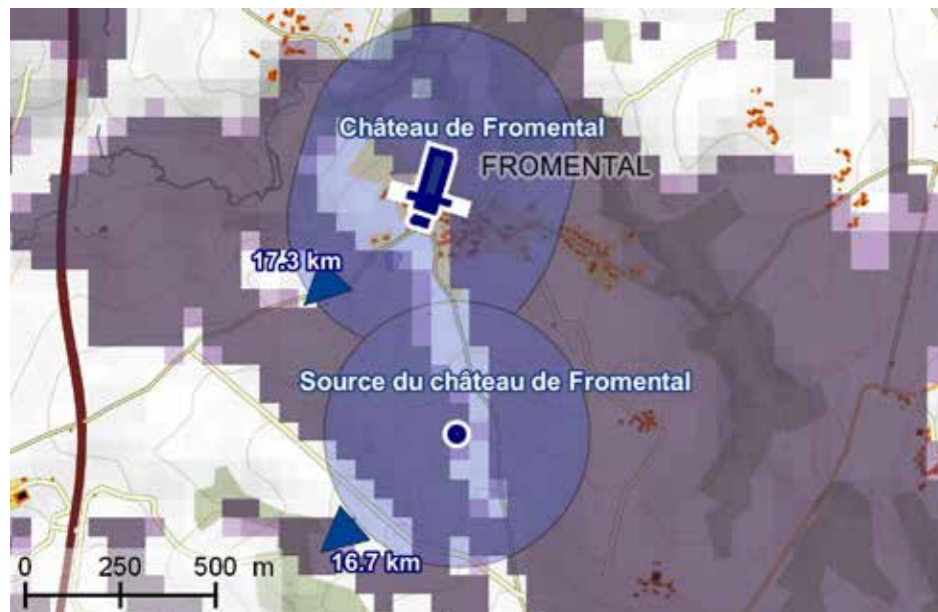 Château de Fromental
FROMENTAL
17.3 km
Source du château de Fromental
16.7 km
0 250 500 m